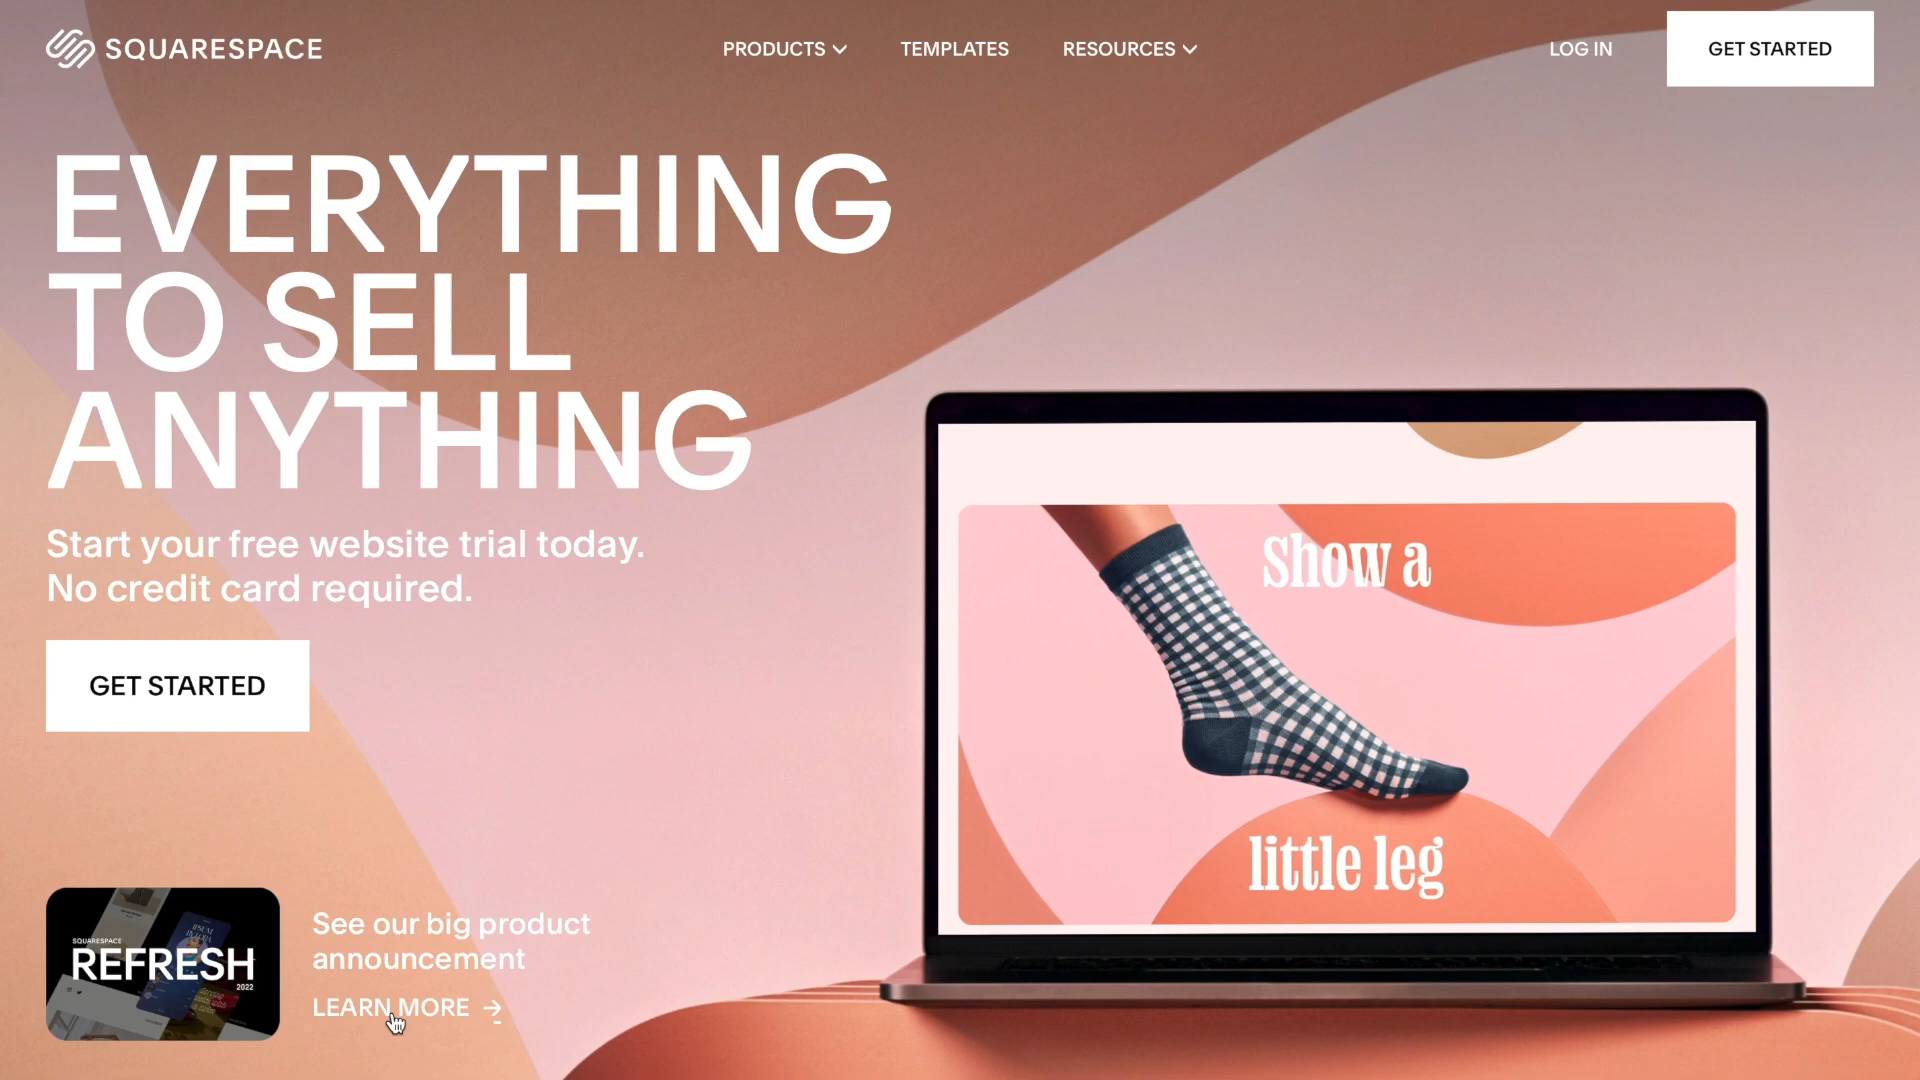 SQUARESPACE
PRODUCTS
TEMPLATES
RESOURCES
LOG IN
GET STARTED
EVERYTHING
TO SELL
ANYTHING
Start your free website trial today.
No credit card required.
GET STARTED
Show a
little leg
SQUARESPACE
REFRESH
2022
See our big product
announcement
LEARN MORE →